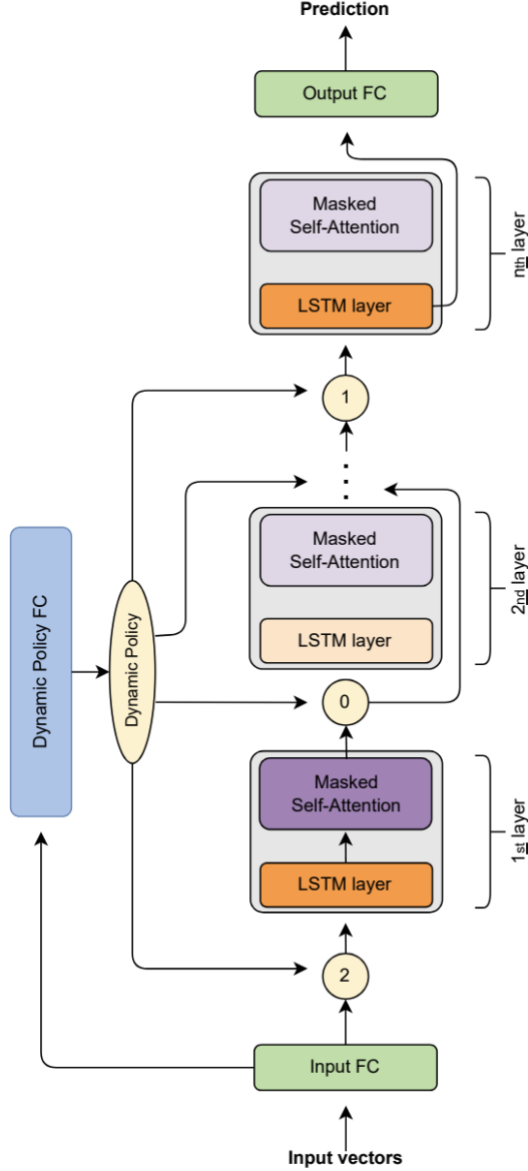 Prediction
Output FC
Masked
Self-Attention
LSTM layer
nth layer
1
Masked
Self-Attention
LSTM layer
2nd layer
Dynamic Policy FC
Dynamic Policy
0
Masked
Self-Attention
LSTM layer
1st layer
2
Input FC
Input vectors